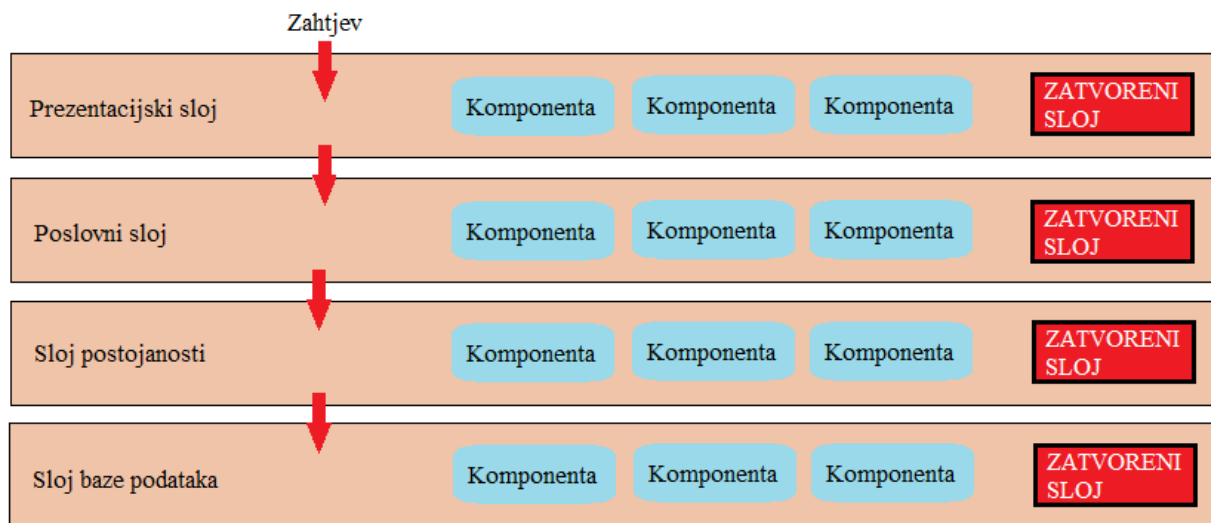 Zahtjev
Prezentacijski sloj
Komponenta
Komponenta
Komponenta
ZATVORENI
SLOJ
Poslovni sloj
Komponenta
Komponenta
Komponenta
ZATVORENI
SLOJ
Sloj postojanosti
Komponenta
Komponenta
Komponenta
ZATVORENI
SLOJ
Sloj baze podataka
Komponenta
Komponenta
Komponenta
ZATVORENI
SLOJ